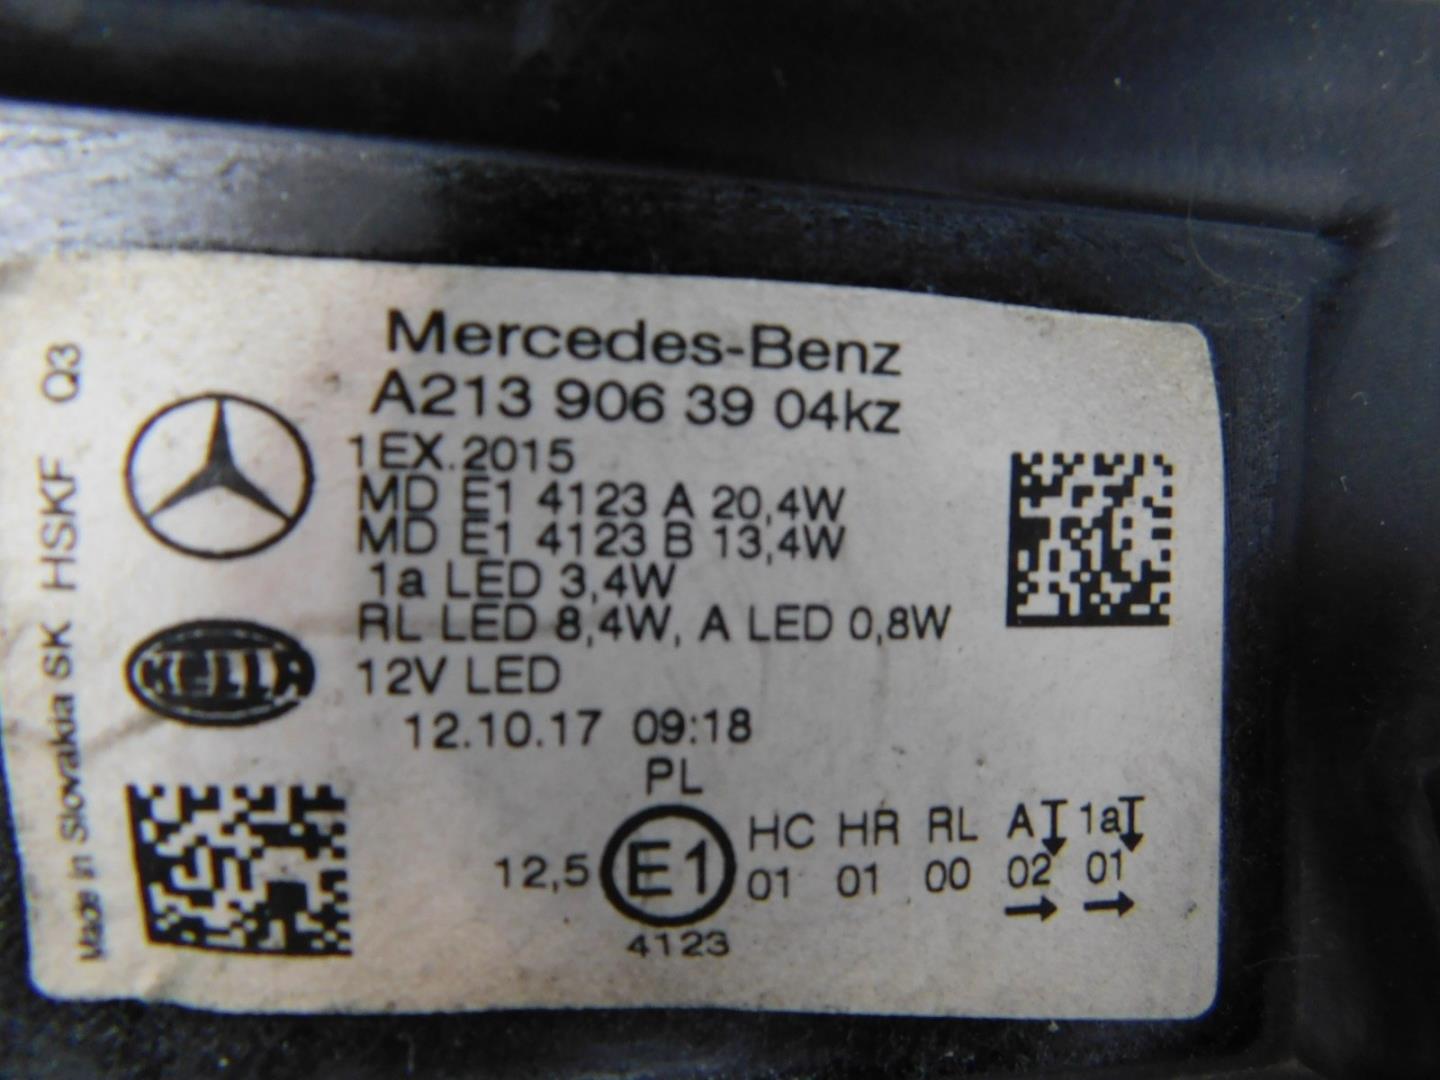 Mercedes-Benz
A213 906 39 04kz
1EX.2015
MD E1 4123 A 20,4W
MD E1 4123 B 13,4W
1a LED 3,4W
RL LED 8,4W, A LED 0,8W
12V LED
12.10.17 09:18
PL
HC HR RL A 1a
12,5 E1 01 01 00 02 01
4123
HELLA
Made in Slovakia SK HSKF Q3